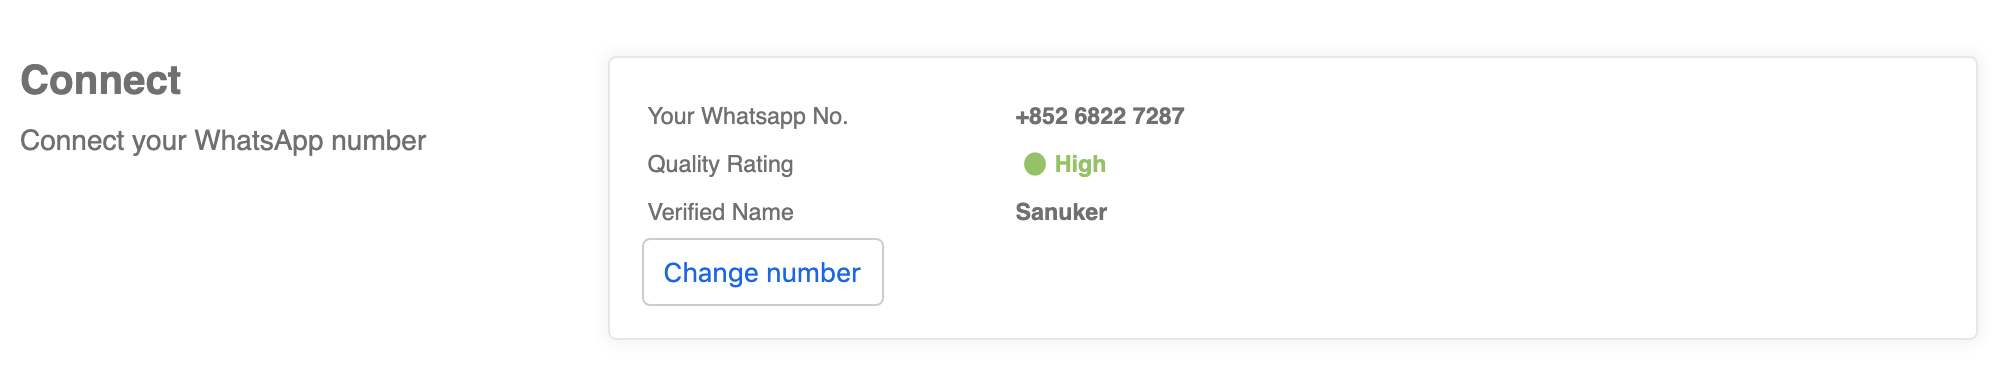 Connect
Connect your WhatsApp number
Your Whatsapp No. +852 6822 7287
Quality Rating High
Verified Name Sanuker
Change number